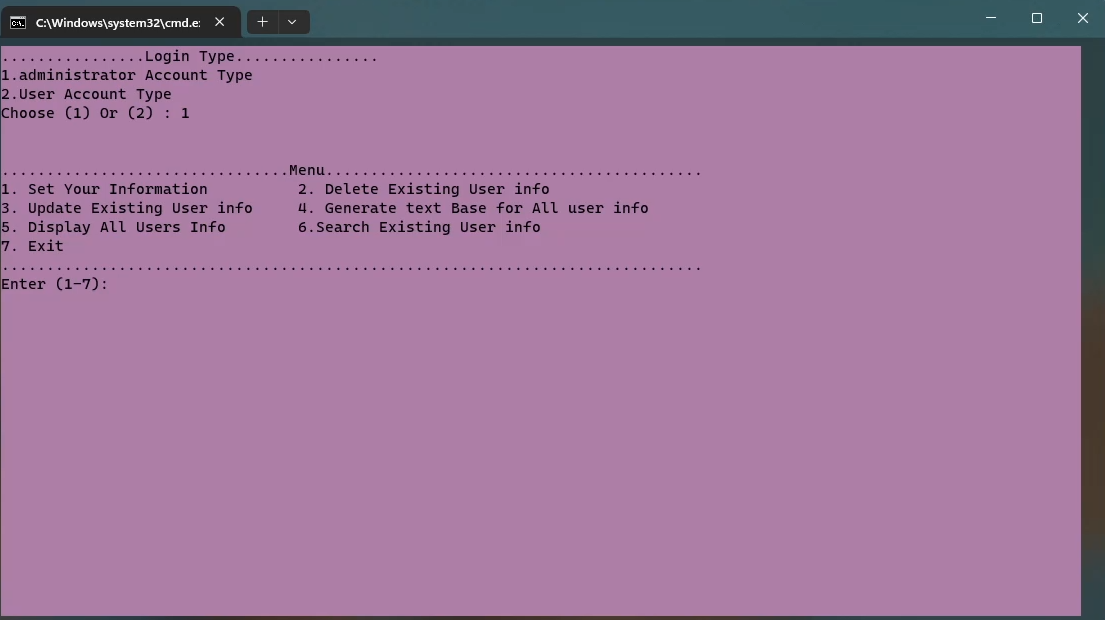 C:\Windows\system32\cmd.e:
................Login Type................
1.administrator Account Type
2.User Account Type
Choose (1) Or (2) : 1
................................Menu..........................................
1. Set Your Information          2. Delete Existing User info
3. Update Existing User info     4. Generate text Base for All user info
5. Display All Users Info        6.Search Existing User info
7. Exit
..............................................................................
Enter (1-7):